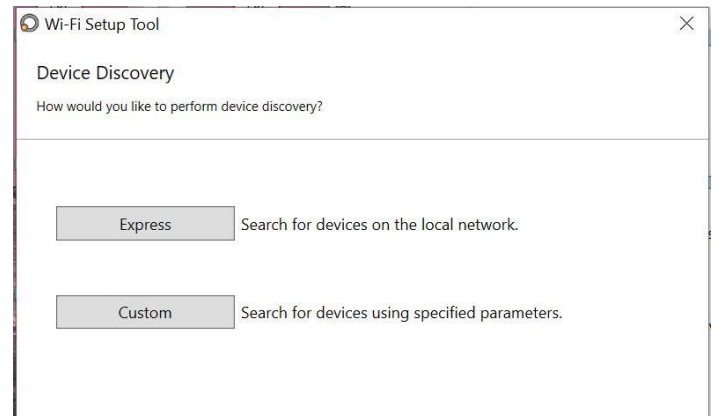 Wi-Fi Setup Tool
Device Discovery
How would you like to perform device discovery?
Express Search for devices on the local network.
Custom Search for devices using specified parameters.